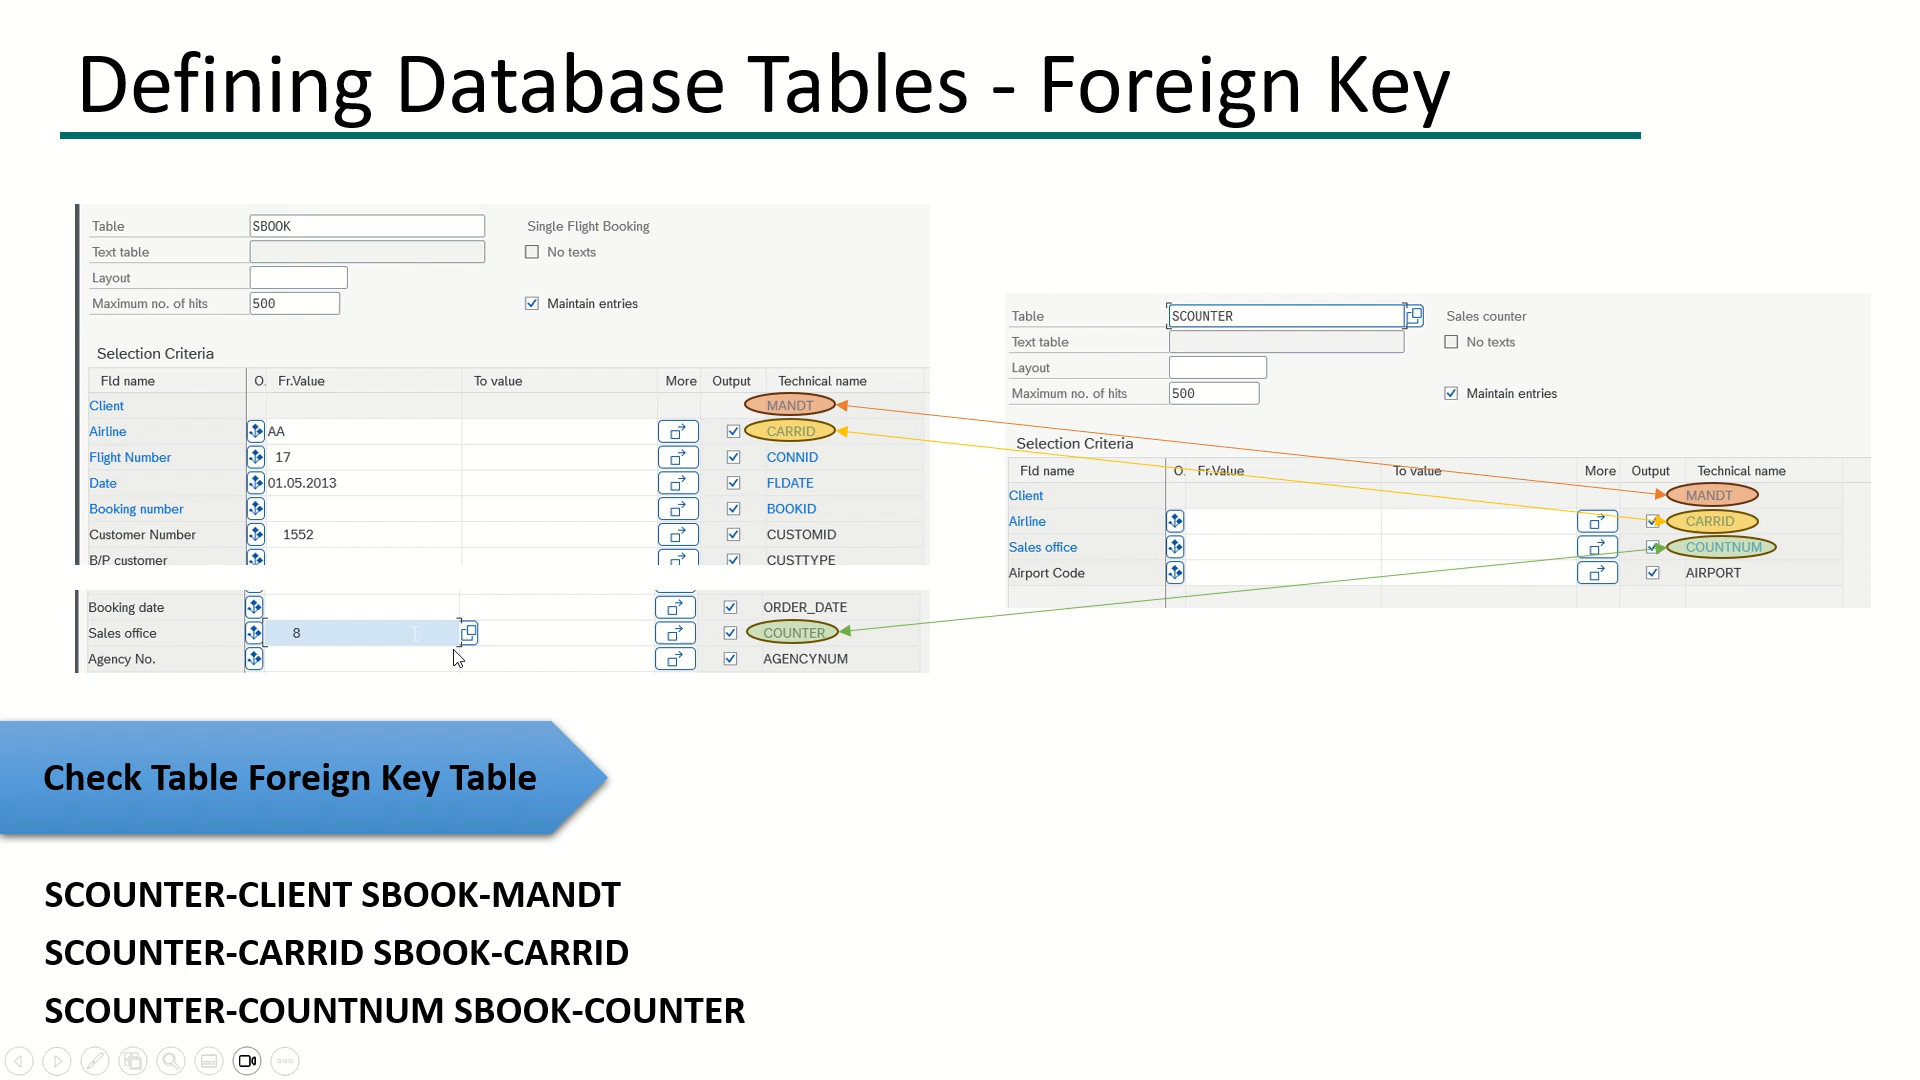 Defining Database Tables - Foreign Key
Table SBOOK Single Flight Booking
Text table No texts
Layout
Maximum no. of hits 500 Maintain entries
Selection Criteria
Fld name O. Fr.Value To value More Output Technical name
Client MANDT
Airline AA CARRID
Flight Number 17 CONNID
Date 01.05.2013 FLDATE
Booking number BOOKID
Customer Number 1552 CUSTOMID
B/P customer CUSTTYPE
Booking date ORDER_DATE
Sales office 8 COUNTER
Agency No. AGENCYNUM
Table SCOUNTER Sales counter
Text table No texts
Layout
Maximum no. of hits 500 Maintain entries
Selection Criteria
Fld name O. Fr.Value To value More Output Technical name
Client MANDT
Airline CARRID
Sales office COUNTNUM
Airport Code AIRPORT
Check Table Foreign Key Table
SCOUNTER-CLIENT SBOOK-MANDT
SCOUNTER-CARRID SBOOK-CARRID
SCOUNTER-COUNTNUM SBOOK-COUNTER